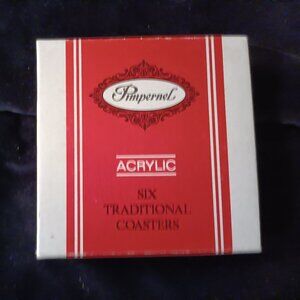 Pimpernel
ACRYLIC
SIX
TRADITIONAL
COASTERS